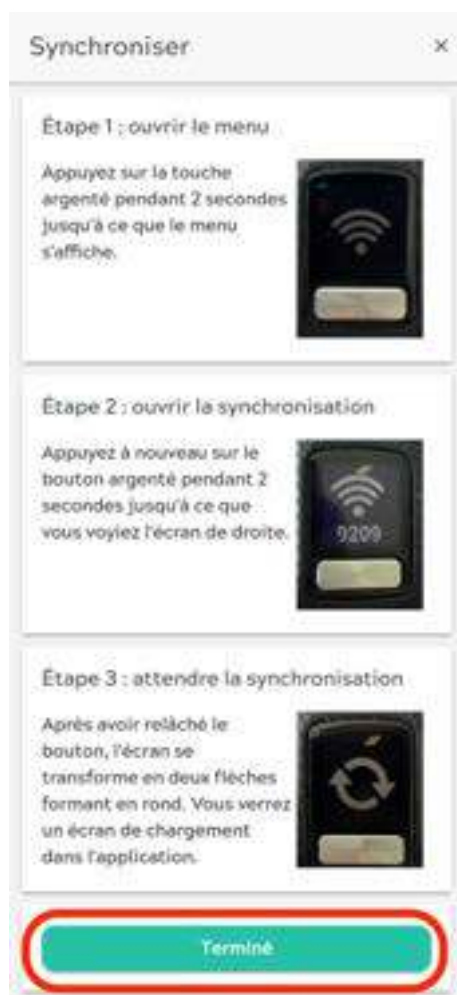 Synchroniser ×
Étape 1 : ouvrir le menu
Appuyez sur la touche
argenté pendant 2 secondes
jusqu'à ce que le menu
s'affiche.
Étape 2 : ouvrir la synchronisation
Appuyez à nouveau sur le
bouton argenté pendant 2
secondes jusqu'à ce que
vous voyiez l'écran de droite.
9209
Étape 3 : attendre la synchronisation
Après avoir relâché le
bouton, l'écran se
transforme en deux flèches
formant en rond. Vous verrez
un écran de chargement
dans l'application.
Terminé